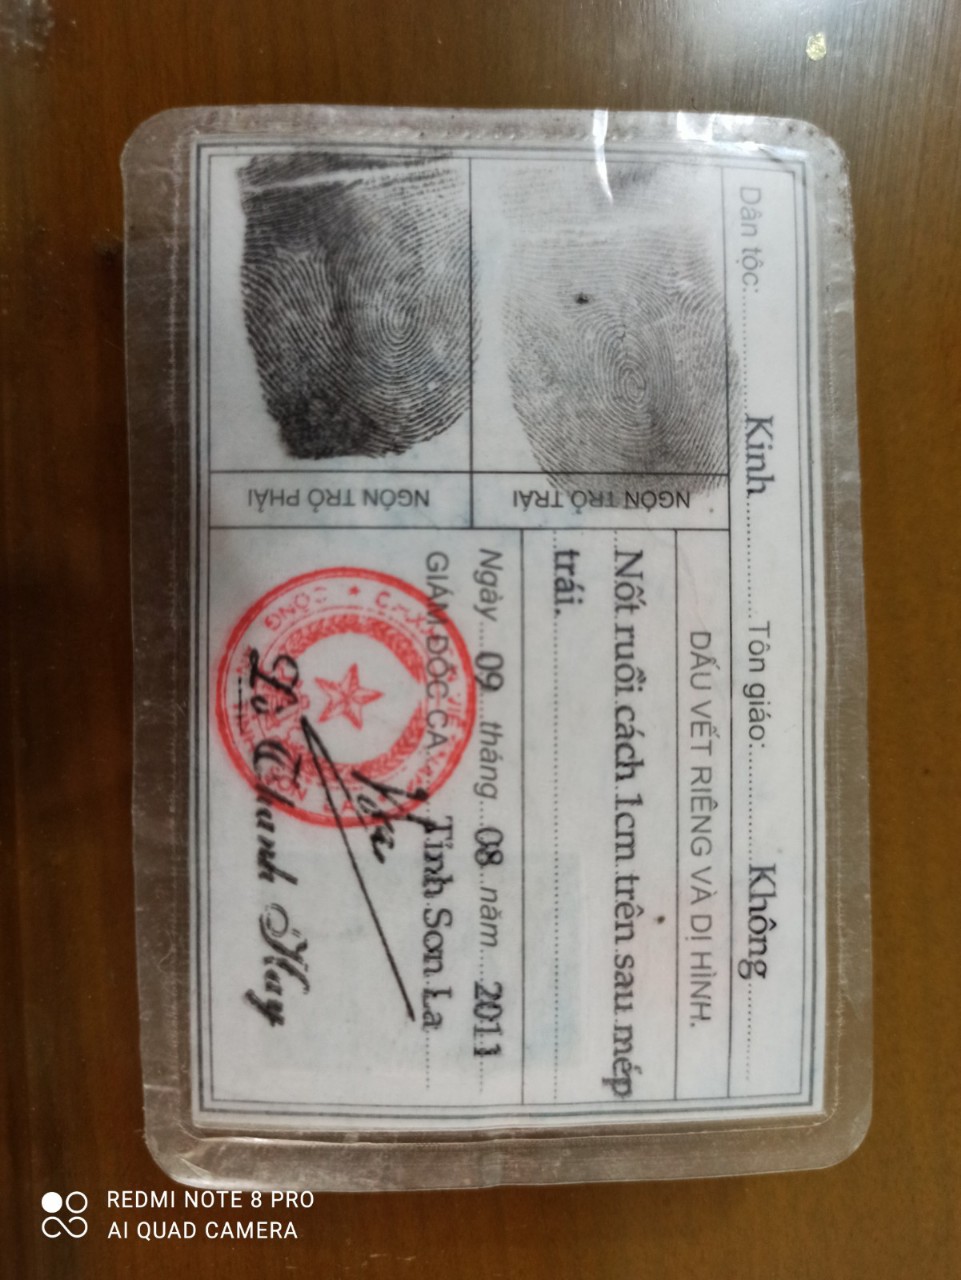 Dân tộc: Kinh Tôn giáo: Không
NGÓN TRỎ TRÁI
NGÓN TRỎ PHẢI
DẤU VẾT RIÊNG VÀ DỊ HÌNH.
Nốt ruồi cách 1cm trên sau mép
trái.
Ngày 09 tháng 08 năm 2011
GIÁM ĐỐC CA Tỉnh Sơn La
Thanh Huy
REDMI NOTE 8 PRO
AI QUAD CAMERA